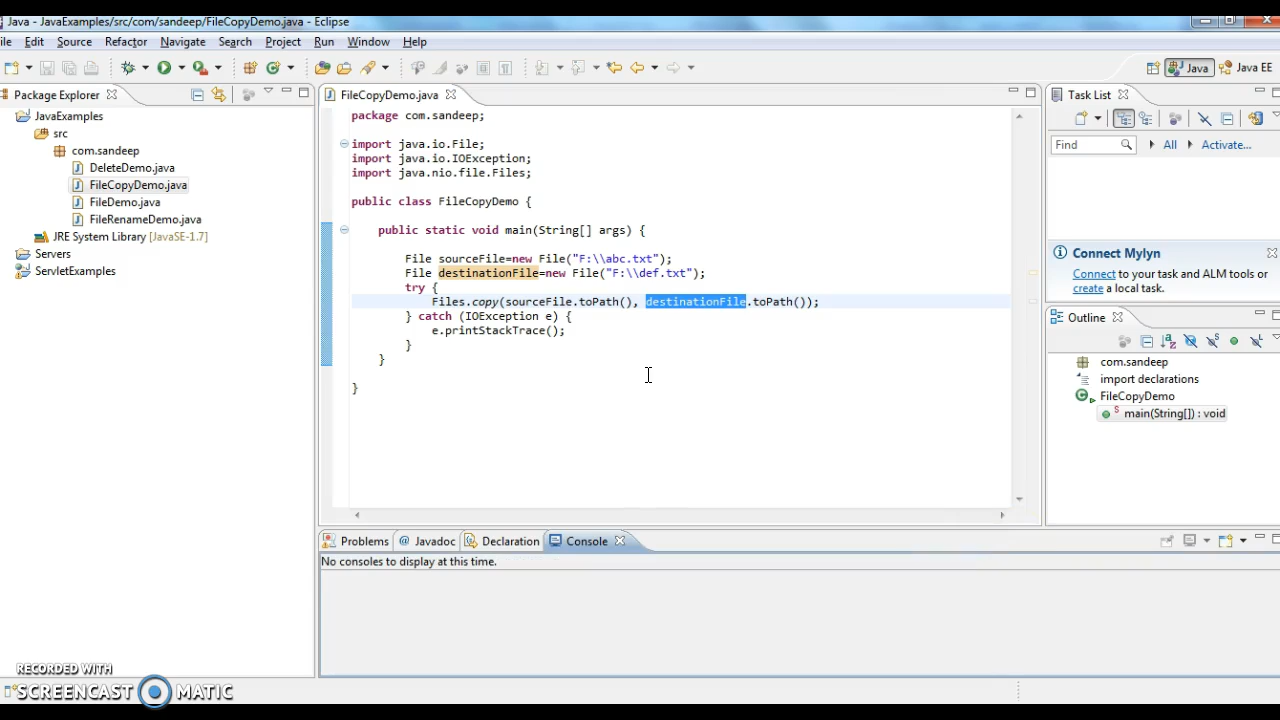 Java - JavaExamples/src/com/sandeep/FileCopyDemo.java - Eclipse
ile Edit Source Refactor Navigate Search Project Run Window Help
Java
Java EE
Package Explorer
JavaExamples
src
com.sandeep
DeleteDemo.java
FileCopyDemo.java
FileDemo.java
FileRenameDemo.java
JRE System Library [JavaSE-1.7]
Servers
ServletExamples
FileCopyDemo.java
package com.sandeep;
import java.io.File;
import java.io.IOException;
import java.nio.file.Files;
public class FileCopyDemo {
public static void main(String[] args) {
File sourceFile=new File("F:\\abc.txt");
File destinationFile=new File("F:\\def.txt");
try {
Files.copy(sourceFile.toPath(), destinationFile.toPath());
} catch (IOException e) {
e.printStackTrace();
}
}
}
Task List
Find All Activate...
Connect Mylyn
Connect to your task and ALM tools or
create a local task.
Outline
com.sandeep
import declarations
FileCopyDemo
main(String[]) : void
Problems @ Javadoc Declaration Console
No consoles to display at this time.
RECORDED WITH
SCREENCAST MATIC